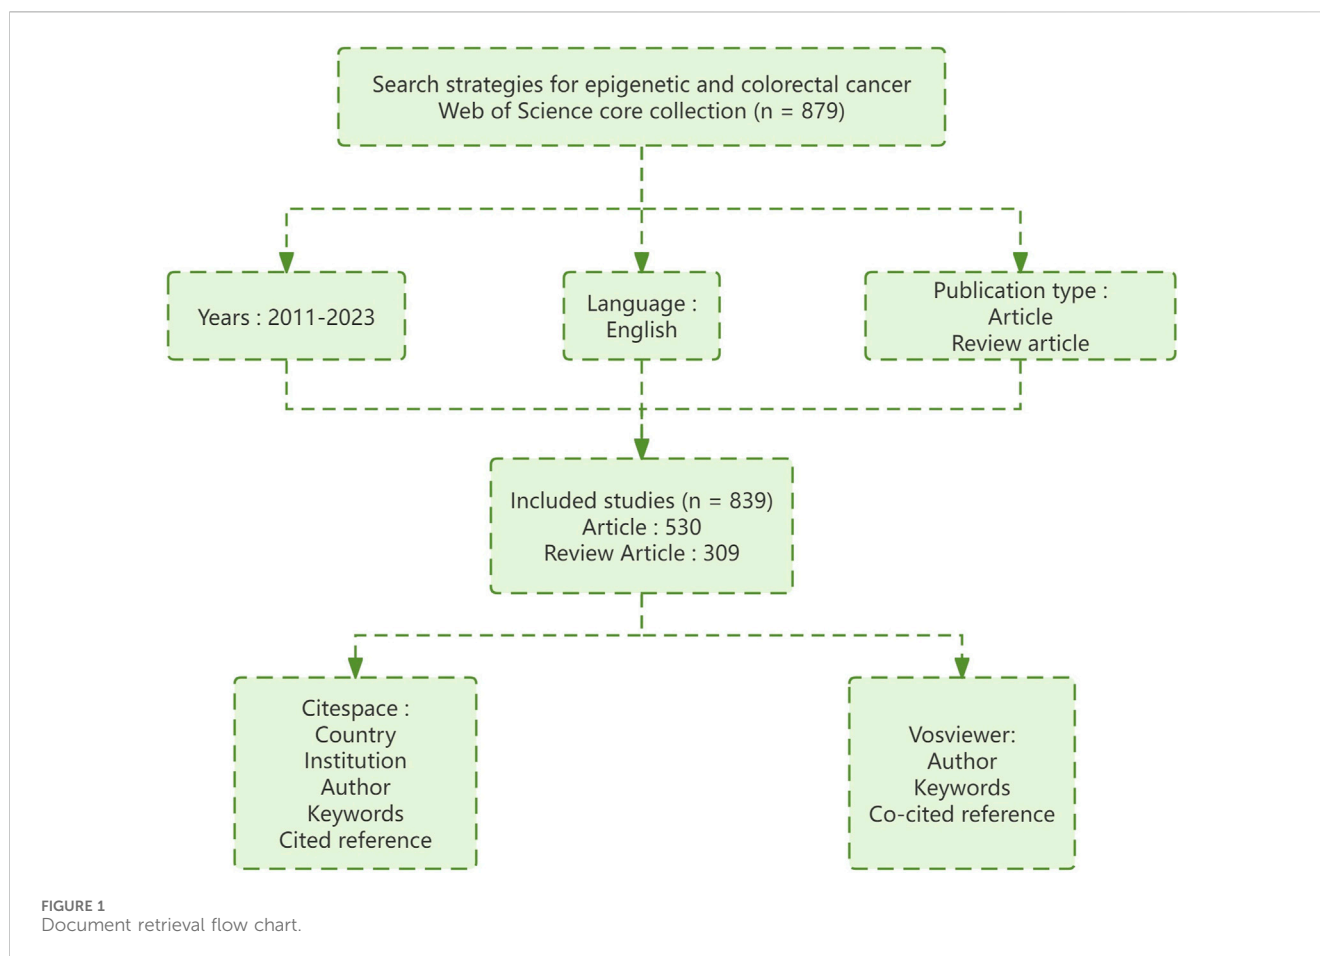 Search strategies for epigenetic and colorectal cancer
Web of Science core collection (n = 879)
Years : 2011-2023
Language :
English
Publication type :
Article
Review article
Included studies (n = 839)
Article : 530
Review Article : 309
Citespace :
Country
Institution
Author
Keywords
Cited reference
Vosviewer:
Author
Keywords
Co-cited reference
FIGURE 1
Document retrieval flow chart.